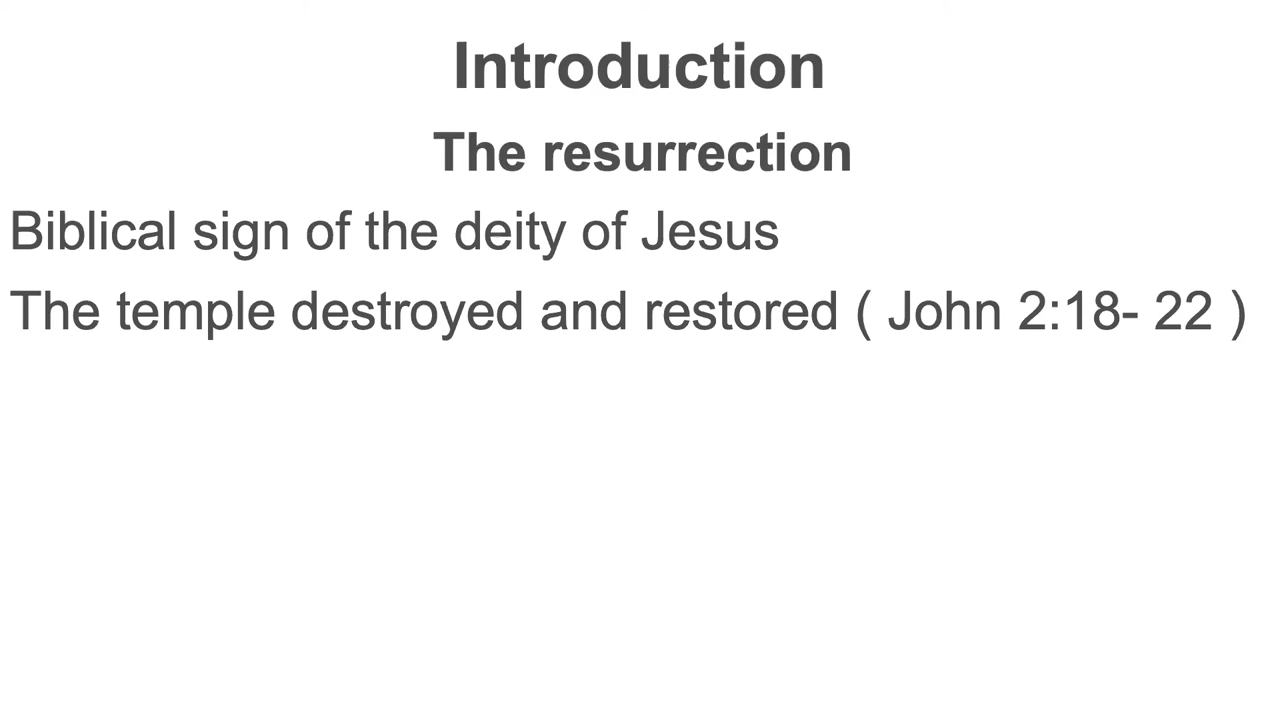 Introduction
The resurrection
Biblical sign of the deity of Jesus
The temple destroyed and restored ( John 2:18- 22 )